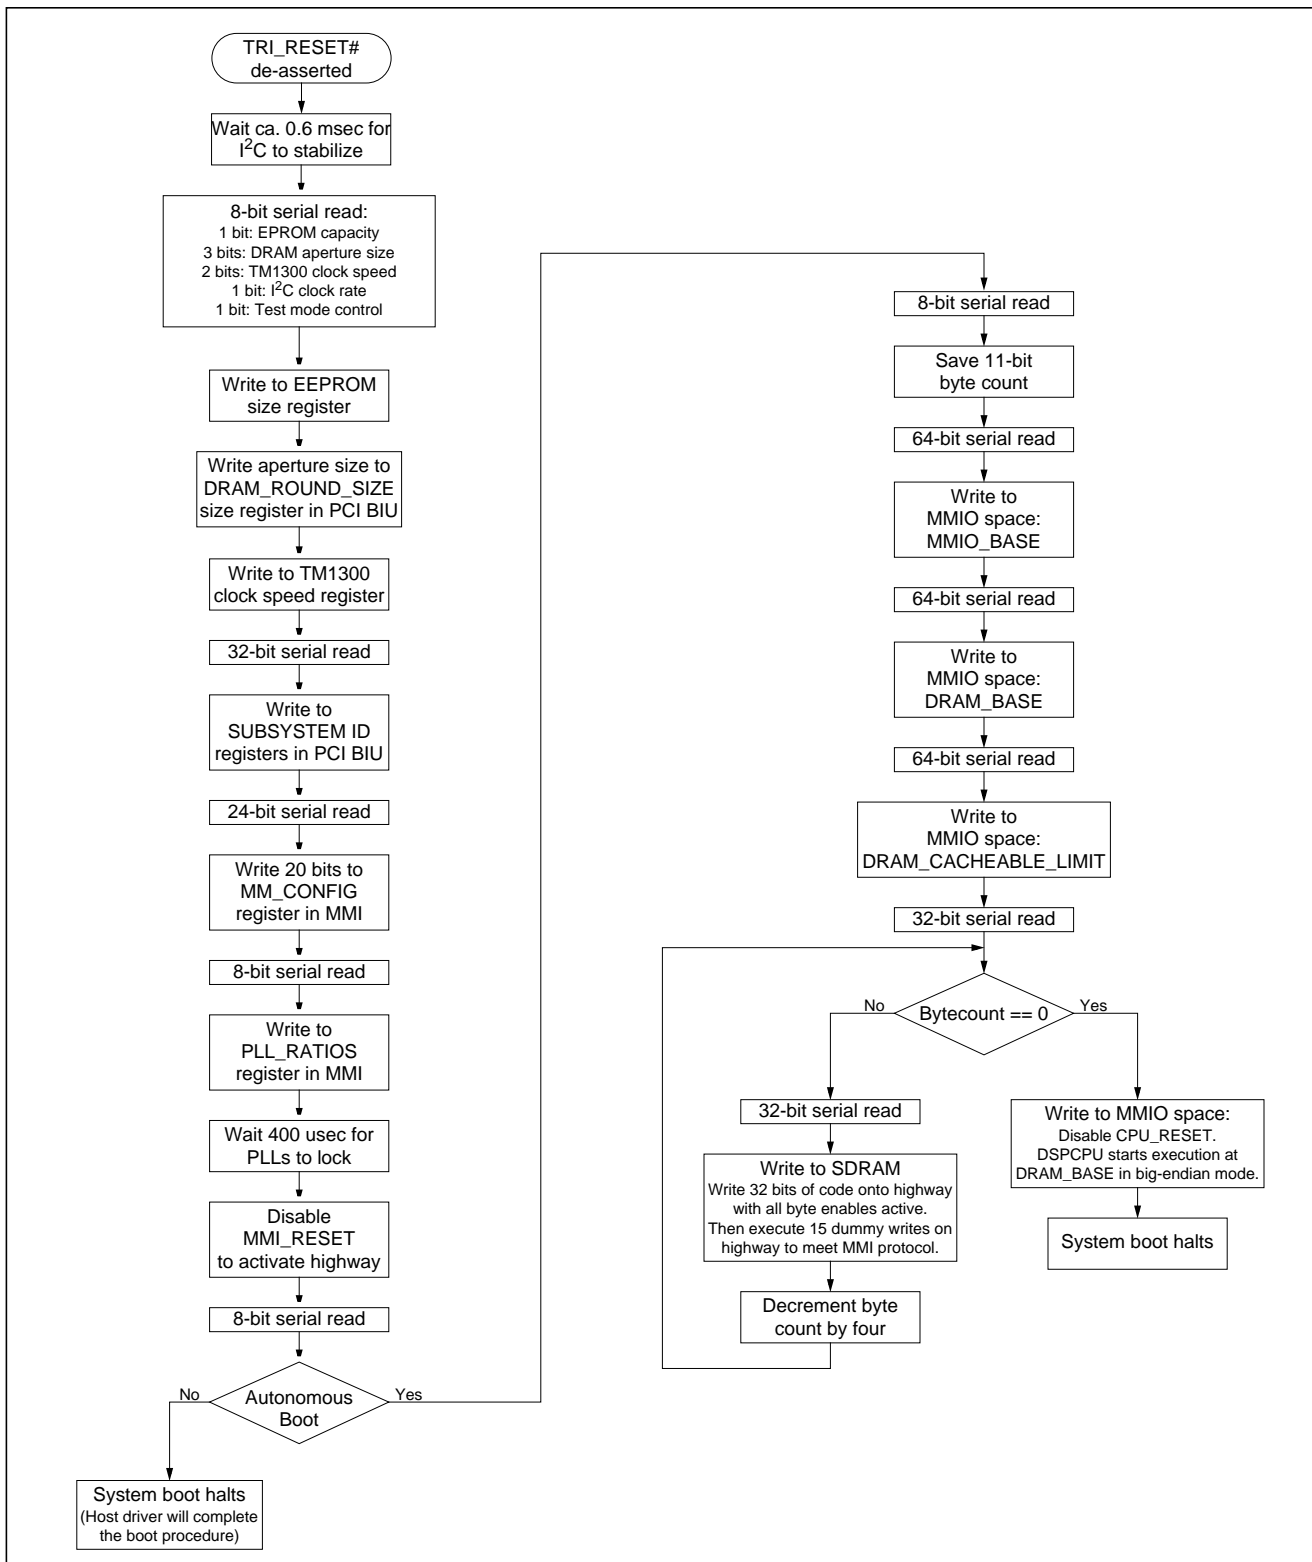 TRI_RESET#
de-asserted
Wait ca. 0.6 msec for
I²C to stabilize
8-bit serial read:
1 bit: EPROM capacity
3 bits: DRAM aperture size
2 bits: TM1300 clock speed
1 bit: I²C clock rate
1 bit: Test mode control
Write to EEPROM
size register
Write aperture size to
DRAM_ROUND_SIZE
size register in PCI BIU
Write to TM1300
clock speed register
32-bit serial read
Write to
SUBSYSTEM ID
registers in PCI BIU
24-bit serial read
Write 20 bits to
MM_CONFIG
register in MMI
8-bit serial read
Write to
PLL_RATIOS
register in MMI
Wait 400 usec for
PLLs to lock
Disable
MMI_RESET
to activate highway
8-bit serial read
No
Autonomous
Boot
Yes
System boot halts
(Host driver will complete
the boot procedure)
8-bit serial read
Save 11-bit
byte count
64-bit serial read
Write to
MMIO space:
MMIO_BASE
64-bit serial read
Write to
MMIO space:
DRAM_BASE
64-bit serial read
Write to
MMIO space:
DRAM_CACHEABLE_LIMIT
32-bit serial read
No
Bytecount == 0
Yes
32-bit serial read
Write to SDRAM
Write 32 bits of code onto highway
with all byte enables active.
Then execute 15 dummy writes on
highway to meet MMI protocol.
Decrement byte
count by four
Write to MMIO space:
Disable CPU_RESET.
DSPCPU starts execution at
DRAM_BASE in big-endian mode.
System boot halts